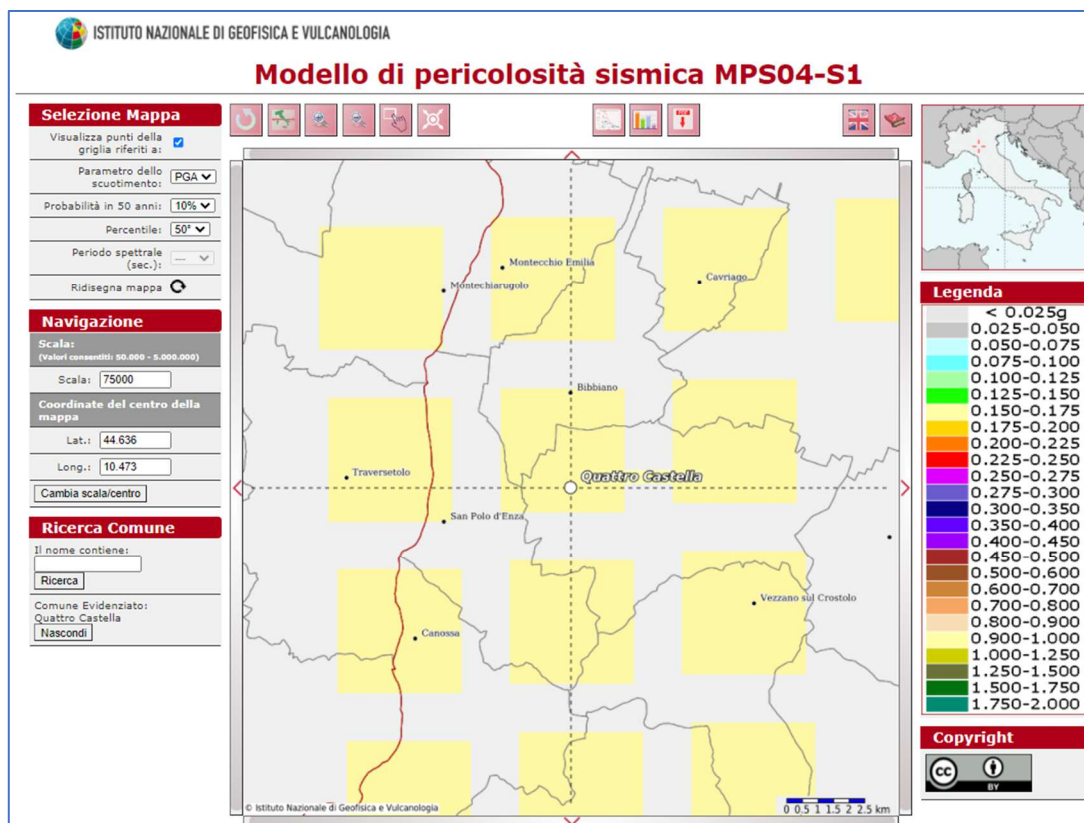 ISTITUTO NAZIONALE DI GEOFISICA E VULCANOLOGIA
Modello di pericolosità sismica MPS04-S1
Selezione Mappa
Visualizza punti della
griglia riferiti a:
Parametro dello
scuotimento: PGA
Probabilità in 50 anni: 10%
Percentile: 50°
Periodo spettrale
(sec.): ---
Ridisegna mappa
Navigazione
Scala:
(Valori consentiti: 50.000 - 5.000.000)
Scala: 75000
Coordinate del centro della
mappa
Lat.: 44.636
Long.: 10.473
Cambia scala/centro
Ricerca Comune
Il nome contiene:
Ricerca
Comune Evidenziato:
Quattro Castella
Nascondi
Montecchio Emilia
Cavriago
Montechiarugolo
Bibbiano
Quattro Castella
Traversetolo
San Polo d'Enza
Vezzano sul Crostolo
Canossa
© Istituto Nazionale di Geofisica e Vulcanologia
0 0.5 1 1.5 2 2.5 km
Legenda
< 0.025g
0.025-0.050
0.050-0.075
0.075-0.100
0.100-0.125
0.125-0.150
0.150-0.175
0.175-0.200
0.200-0.225
0.225-0.250
0.250-0.275
0.275-0.300
0.300-0.350
0.350-0.400
0.400-0.450
0.450-0.500
0.500-0.600
0.600-0.700
0.700-0.800
0.800-0.900
0.900-1.000
1.000-1.250
1.250-1.500
1.500-1.750
1.750-2.000
Copyright
cc
BY